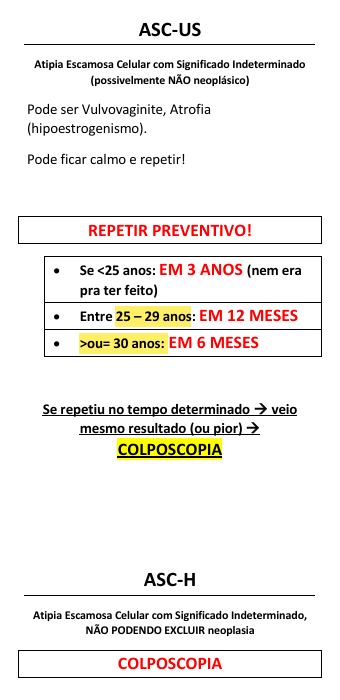 ASC-US
Atipia Escamosa Celular com Significado Indeterminado
(possivelmente NÃO neoplásico)
Pode ser Vulvovaginite, Atrofia
(hipoestrogenismo).
Pode ficar calmo e repetir!
REPETIR PREVENTIVO!
• Se <25 anos: EM 3 ANOS (nem era
pra ter feito)
• Entre 25 – 29 anos: EM 12 MESES
• >ou= 30 anos: EM 6 MESES
Se repetiu no tempo determinado → veio
mesmo resultado (ou pior) →
COLPOSCOPIA
ASC-H
Atipia Escamosa Celular com Significado Indeterminado,
NÃO PODENDO EXCLUIR neoplasia
COLPOSCOPIA